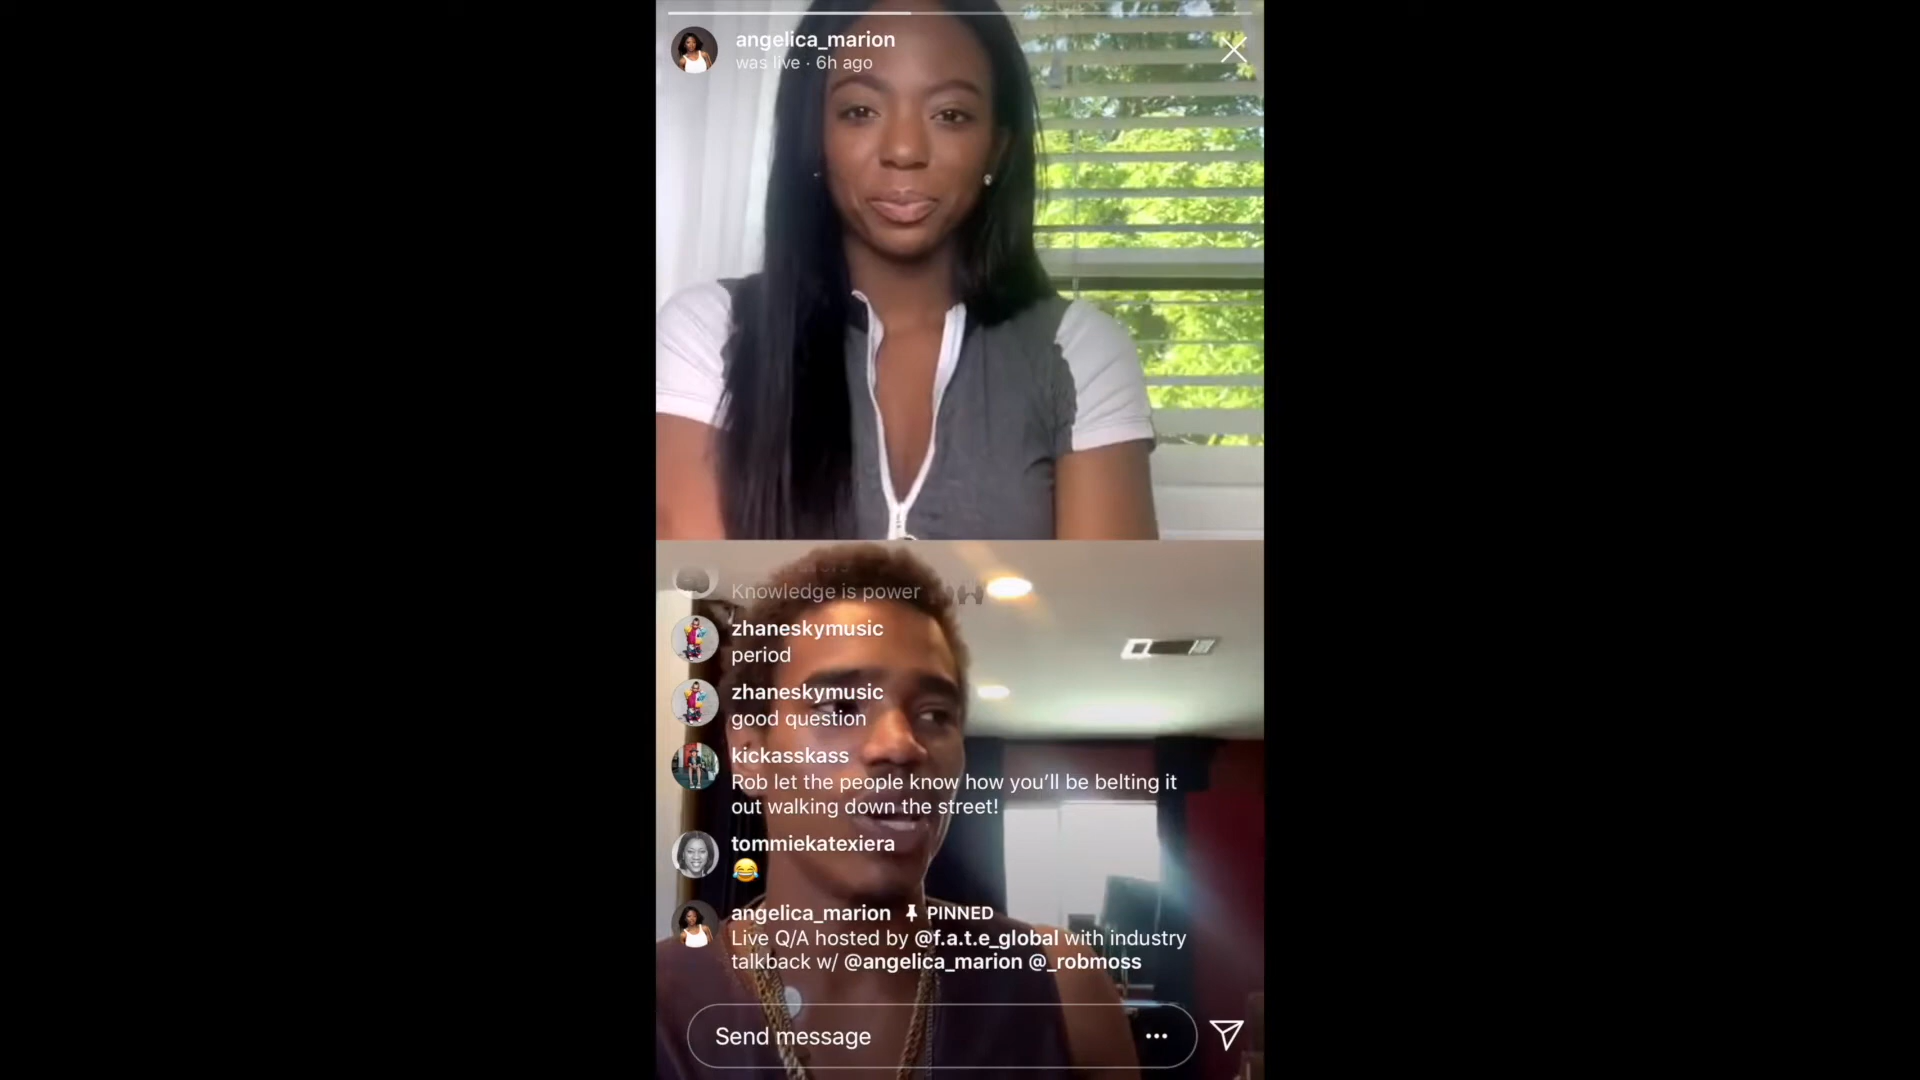 angelica_marion
was live · 6h ago
Knowledge is power
zhaneskymusic
period
zhaneskymusic
good question
kickasskass
Rob let the people know how you’ll be belting it
out walking down the street!
tommiekatexiera
😂
angelica_marion PINNED
Live Q/A hosted by @f.a.t.e_global with industry
talkback w/ @angelica_marion @_robmoss
Send message